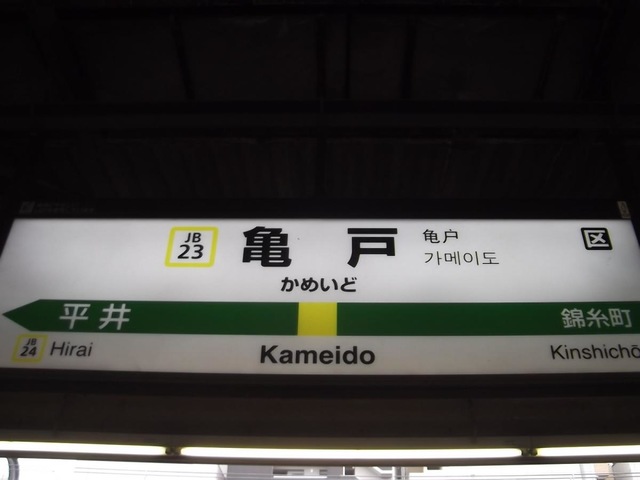 JB
23
亀戸
亀户
가메이도
区
かめいど
平井
錦糸町
JB
24
Hirai
Kameido
Kinshichō